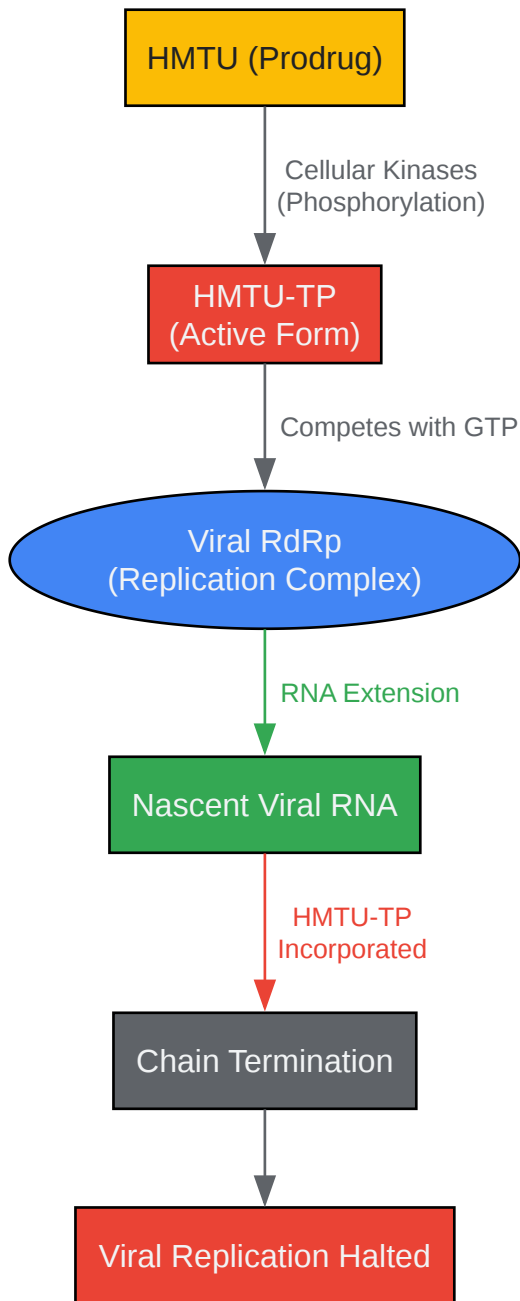 HMTU (Prodrug)
Cellular Kinases
(Phosphorylation)
HMTU-TP
(Active Form)
Competes with GTP
Viral RdRp
(Replication Complex)
RNA Extension
Nascent Viral RNA
HMTU-TP
Incorporated
Chain Termination
Viral Replication Halted